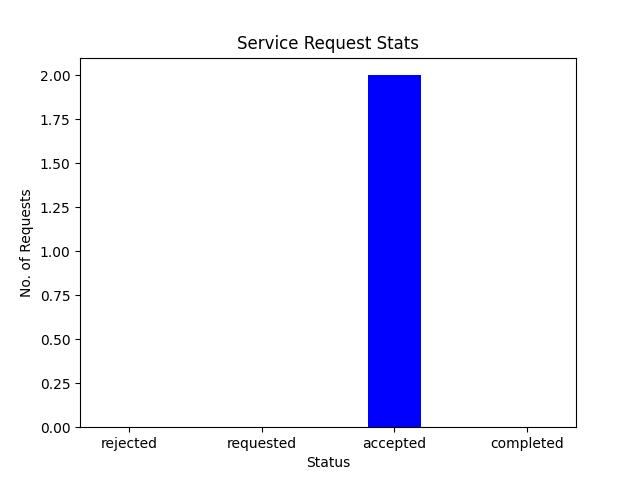 Service Request Stats
No. of Requests
2.00
1.75
1.50
1.25
1.00
0.75
0.50
0.25
0.00
rejected requested accepted completed
Status